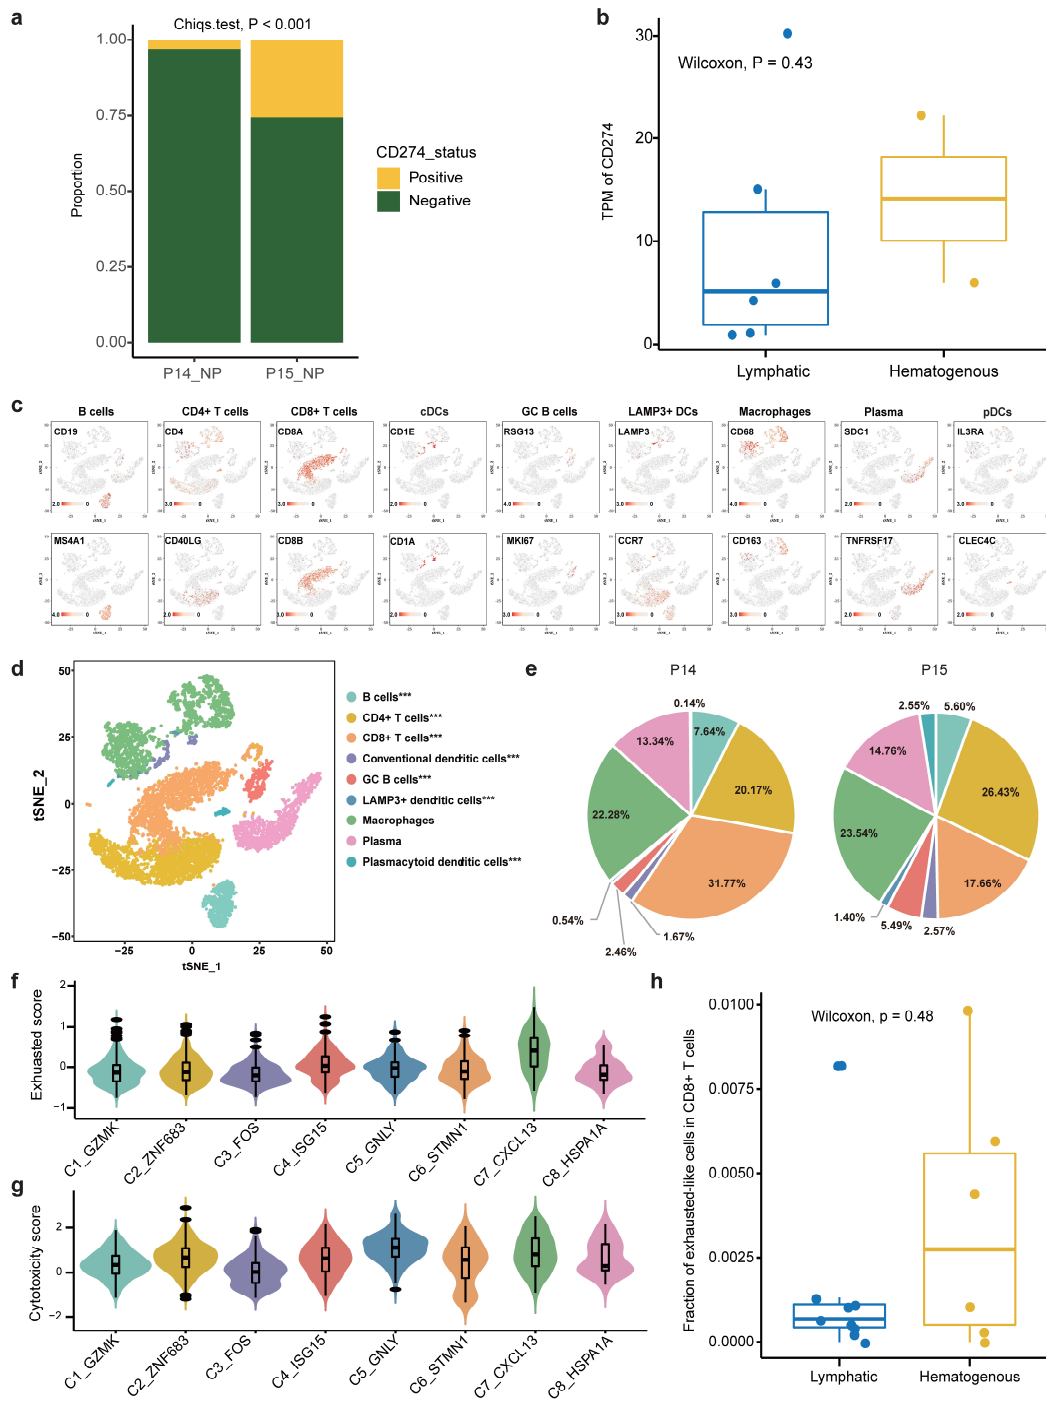 a
Chiqs.test, P < 0.001
1.00
0.75
0.50
0.25
0.00
Proportion
P14_NP
P15_NP
CD274_status
Positive
Negative
b
Wilcoxon, P = 0.43
30
20
10
0
TPM of CD274
Lymphatic
Hematogenous
c
B cells
CD4+ T cells
CD8+ T cells
cDCs
GC B cells
LAMP3+ DCs
Macrophages
Plasma
pDCs
CD19
CD4
CD8A
CD1E
RSG13
LAMP3
CD68
SDC1
IL3RA
MS4A1
CD40LG
CD8B
CD1A
MKI67
CCR7
CD163
TNFRSF17
CLEC4C
d
50
25
0
−25
−50
tSNE_2
−25
0
25
50
tSNE_1
B cells***
CD4+ T cells***
CD8+ T cells***
Conventional dendritic cells***
GC B cells***
LAMP3+ dendritic cells***
Macrophages
Plasma
Plasmacytoid denditic cells***
e
P14
0.14%
7.64%
20.17%
31.77%
1.67%
2.46%
0.54%
22.28%
13.34%
P15
2.55%
5.60%
26.43%
17.66%
2.57%
5.49%
1.40%
23.54%
14.76%
f
Exhuasted score
2
1
0
−1
C1_GZMK
C2_ZNF683
C3_FOS
C4_ISG15
C5_GNLY
C6_STMN1
C7_CXCL13
C8_HSPA1A
g
Cytotoxicity score
2
0
−2
C1_GZMK
C2_ZNF683
C3_FOS
C4_ISG15
C5_GNLY
C6_STMN1
C7_CXCL13
C8_HSPA1A
h
Wilcoxon, p = 0.48
0.0100
0.0075
0.0050
0.0025
0.0000
Fraction of exhausted-like cells in CD8+ T cells
Lymphatic
Hematogenous